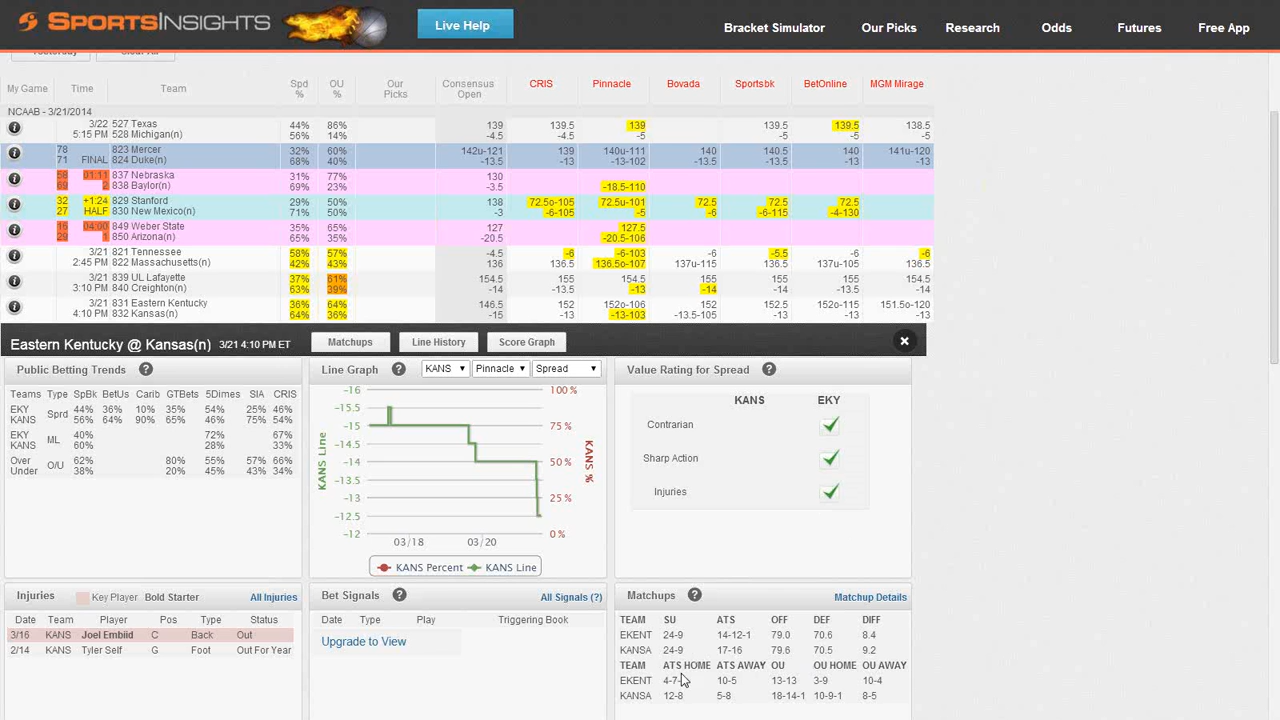 SPORTSINSIGHTS Live Help Bracket Simulator Our Picks Research Odds Futures Free App
My Game Time Team Spd % OU % Our Picks Consensus Open CRIS Pinnacle Bovada Sportsbk BetOnline MGM Mirage
NCAAB - 3/21/2014
3/22 527 Texas 44% 86% 139 139.5 139 139.5 139.5 138.5
5:15 PM 528 Michigan(n) 56% 14% -4.5 -4.5 -5 -5 -5 -5
78 823 Mercer 32% 60% 142u-121 139 140u-111 140 140.5 140 141u-120
71 FINAL 824 Duke(n) 68% 40% -13.5 -13 -13-102 -13.5 -13 -13 -13
58 01:11 837 Nebraska 31% 77% 130
69 2 838 Baylor(n) 69% 23% -3.5 -18.5-110
32 +1:24 829 Stanford 29% 50% 138 72.5o-105 72.5u-101 72.5 72.5 72.5
27 HALF 830 New Mexico(n) 71% 50% -3 -6-105 -5 -6 -6-115 -4-130
16 04:00 849 Weber State 35% 65% 127 127.5
29 1 850 Arizona(n) 65% 35% -20.5 -20.5-106
3/21 821 Tennessee 58% 57% -4.5 -6 -6-103 -6 -5.5 -6 -6
2:45 PM 822 Massachusetts(n) 42% 43% 136 136.5 136.5o-107 137u-115 136.5 137u-105 136.5
3/21 839 UL Lafayette 37% 61% 154.5 155 154.5 155 155 155 154.5
3:10 PM 840 Creighton(n) 63% 39% -14 -13.5 -13 -14 -14 -13.5 -14
3/21 831 Eastern Kentucky 36% 64% 146.5 152 152o-106 152 152.5 152o-115 151.5o-120
4:10 PM 832 Kansas(n) 64% 36% -15 -13 -13-103 -13.5-105 -13 -13 -13
Eastern Kentucky @ Kansas(n) 3/21 4:10 PM ET Matchups Line History Score Graph
Public Betting Trends ?
Teams Type SpBk BetUs Carib GTBets 5Dimes SIA CRIS
EKY Sprd 44% 36% 10% 35% 54% 25% 46%
KANS 56% 64% 90% 65% 46% 75% 54%
EKY ML 40% 72% 67%
KANS 60% 28% 33%
Over O/U 62% 80% 55% 57% 66%
Under 38% 20% 45% 43% 34%
Line Graph ? KANS Pinnacle Spread
-16 100 %
-15.5
-15 75 %
-14.5
-14 50 %
-13.5
-13 25 %
-12.5
-12 0 %
KANS Line
KANS %
03/18 03/20
KANS Percent KANS Line
Value Rating for Spread ?
KANS EKY
Contrarian
Sharp Action
Injuries
Injuries Key Player Bold Starter All Injuries
Date Team Player Pos Type Status
3/16 KANS Joel Embiid C Back Out
2/14 KANS Tyler Self G Foot Out For Year
Bet Signals ? All Signals (?)
Date Type Play Triggering Book
Upgrade to View
Matchups ? Matchup Details
TEAM SU ATS OFF DEF DIFF
EKENT 24-9 14-12-1 79.0 70.6 8.4
KANSA 24-9 17-16 79.6 70.5 9.2
TEAM ATS HOME ATS AWAY OU OU HOME OU AWAY
EKENT 4-7- 10-5 13-13 3-9 10-4
KANSA 12-8 5-8 18-14-1 10-9-1 8-5